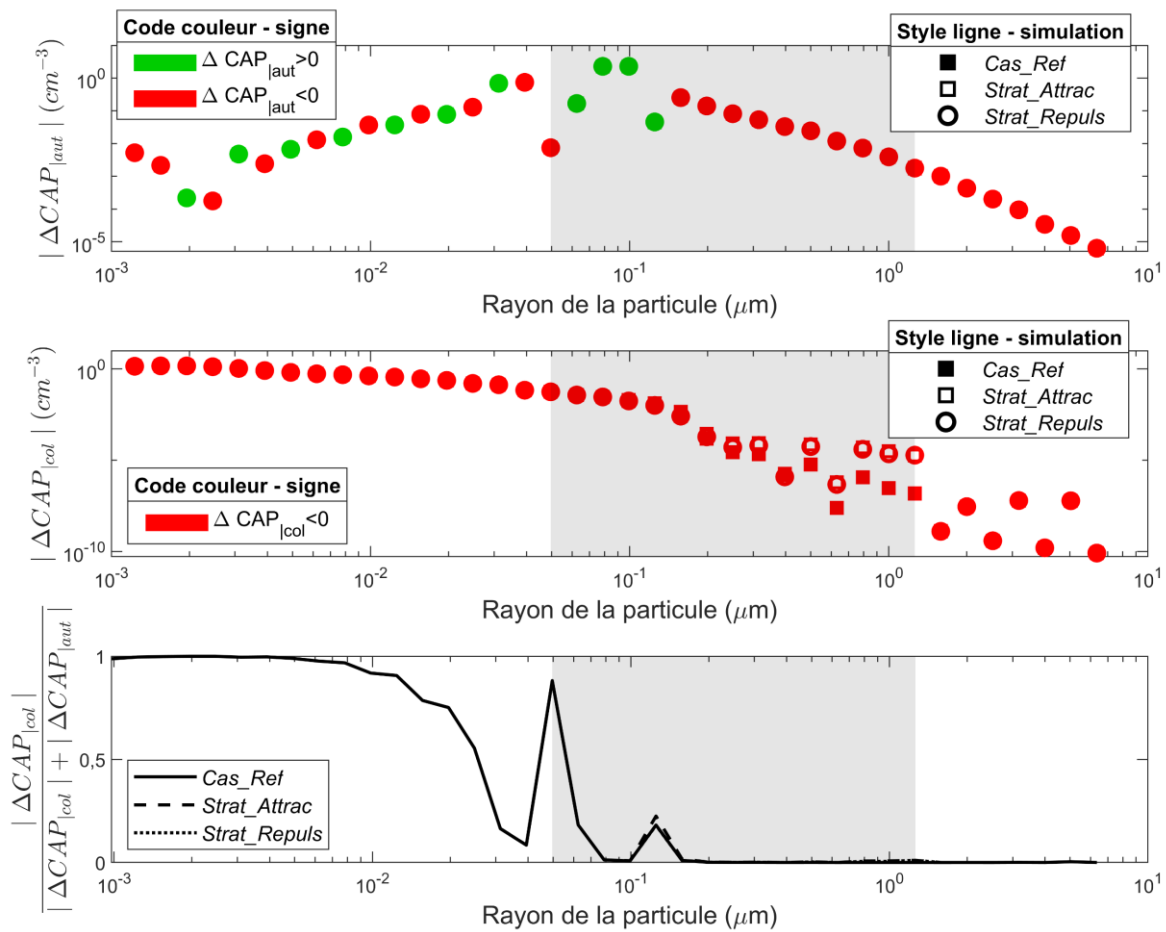 Code couleur - signe
Δ CAP|aut>0
Δ CAP|aut<0
Style ligne - simulation
Cas_Ref
Strat_Attrac
Strat_Repuls
| ΔCAP|aut | (cm⁻³)
10⁰
10⁻⁵
10⁻³
10⁻²
10⁻¹
10⁰
10¹
Rayon de la particule (μm)
Style ligne - simulation
Cas_Ref
Strat_Attrac
Strat_Repuls
| ΔCAP|col | (cm⁻³)
10⁰
10⁻¹⁰
Code couleur - signe
Δ CAP|col<0
10⁻³
10⁻²
10⁻¹
10⁰
10¹
Rayon de la particule (μm)
| ΔCAP|col |
| ΔCAP|col | + | ΔCAP|aut |
1
0,5
0
Cas_Ref
Strat_Attrac
Strat_Repuls
10⁻³
10⁻²
10⁻¹
10⁰
10¹
Rayon de la particule (μm)